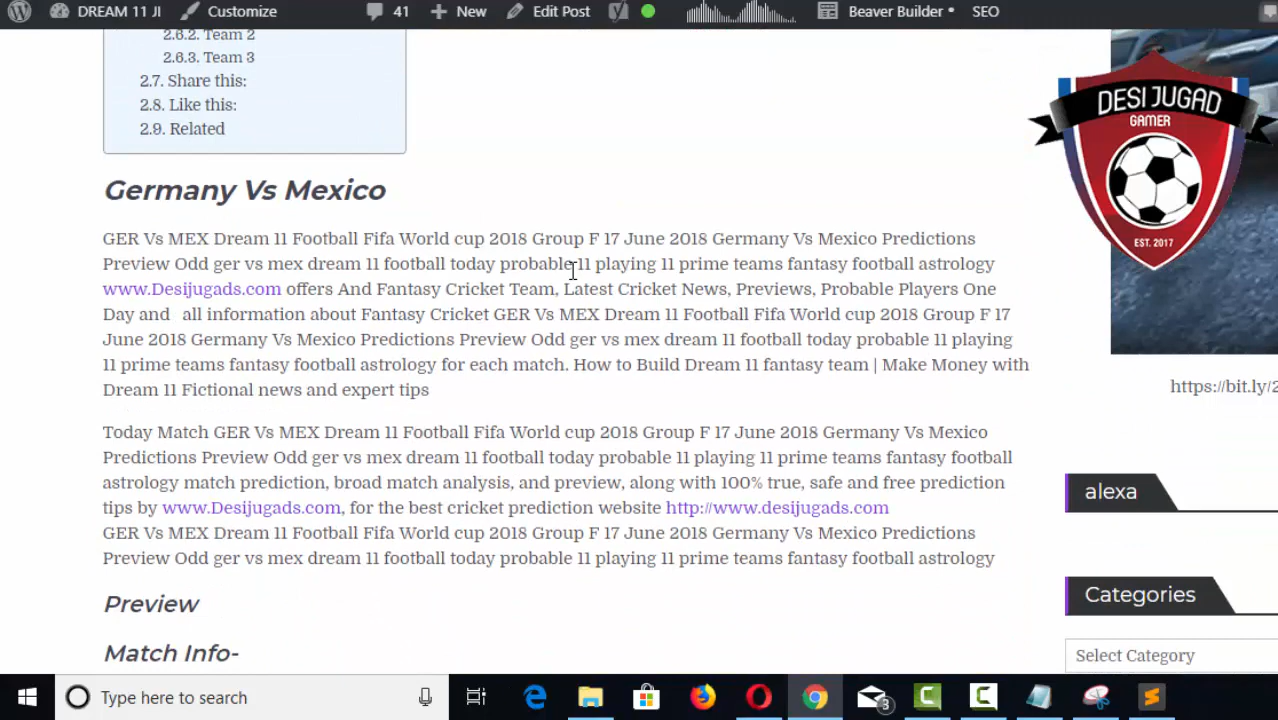 DREAM 11 JI Customize 41 New Edit Post Beaver Builder SEO
2.6.2. Team 2
2.6.3. Team 3
2.7. Share this:
2.8. Like this:
2.9. Related
DESI JUGAD
GAMER
EST. 2017
Germany Vs Mexico
GER Vs MEX Dream 11 Football Fifa World cup 2018 Group F 17 June 2018 Germany Vs Mexico Predictions
Preview Odd ger vs mex dream 11 football today probable 11 playing 11 prime teams fantasy football astrology
www.Desijugads.com offers And Fantasy Cricket Team, Latest Cricket News, Previews, Probable Players One
Day and all information about Fantasy Cricket GER Vs MEX Dream 11 Football Fifa World cup 2018 Group F 17
June 2018 Germany Vs Mexico Predictions Preview Odd ger vs mex dream 11 football today probable 11 playing
11 prime teams fantasy football astrology for each match. How to Build Dream 11 fantasy team | Make Money with
Dream 11 Fictional news and expert tips
https://bit.ly/2
Today Match GER Vs MEX Dream 11 Football Fifa World cup 2018 Group F 17 June 2018 Germany Vs Mexico
Predictions Preview Odd ger vs mex dream 11 football today probable 11 playing 11 prime teams fantasy football
astrology match prediction, broad match analysis, and preview, along with 100% true, safe and free prediction
tips by www.Desijugads.com, for the best cricket prediction website http://www.desijugads.com
GER Vs MEX Dream 11 Football Fifa World cup 2018 Group F 17 June 2018 Germany Vs Mexico Predictions
Preview Odd ger vs mex dream 11 football today probable 11 playing 11 prime teams fantasy football astrology
alexa
Categories
Select Category
Preview
Match Info-
Type here to search
3